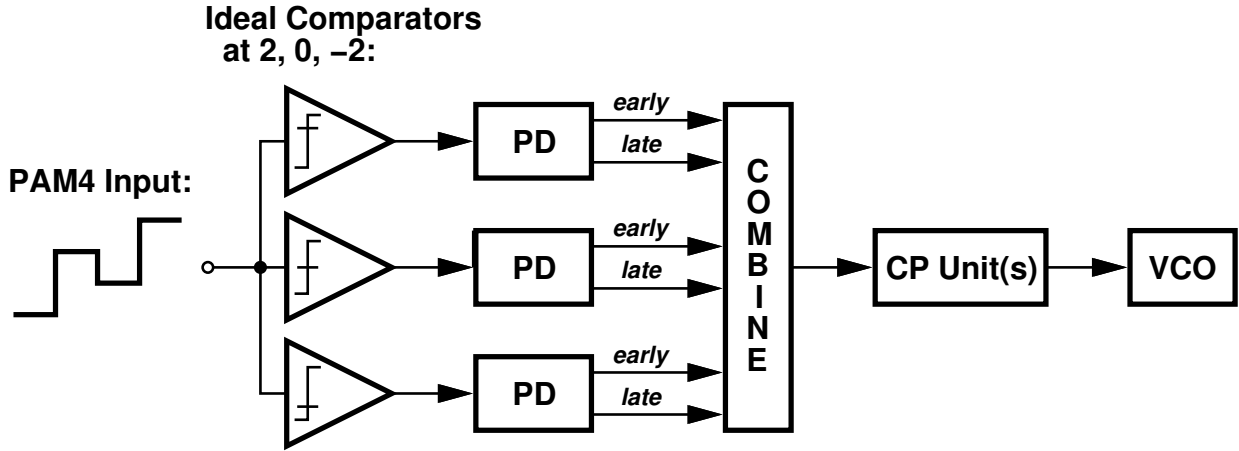 Ideal Comparators
at 2, 0, −2:
PAM4 Input:
PD
early
late
PD
early
late
PD
early
late
COMBINE
CP Unit(s)
VCO